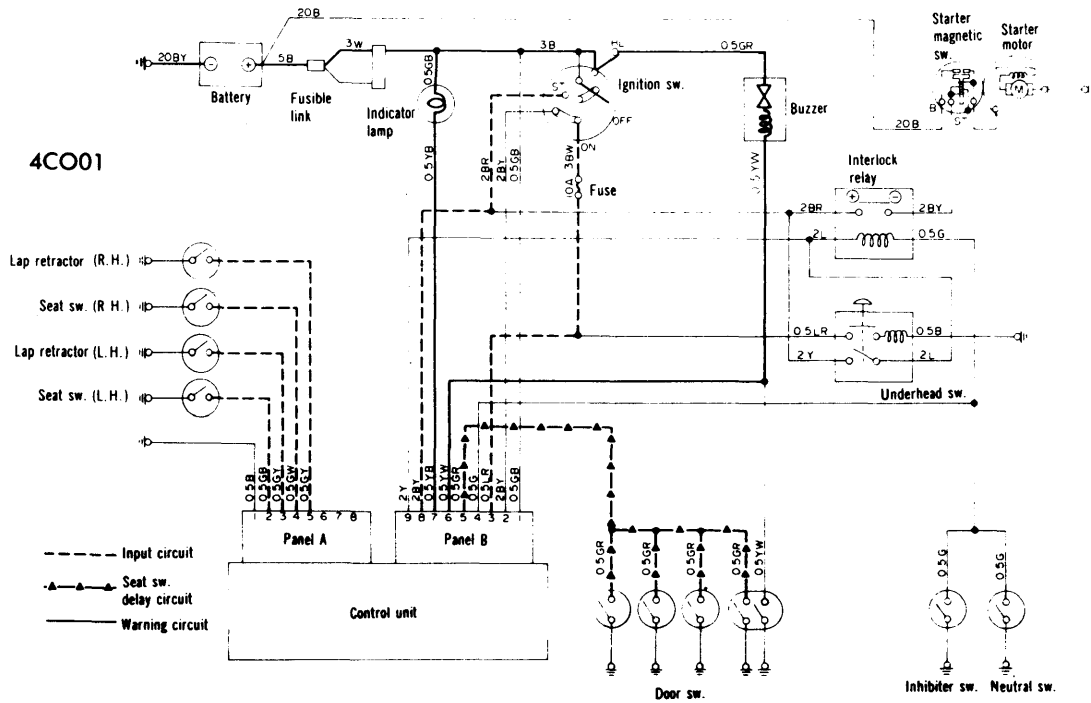 20B
Starter magnetic sw.
Starter motor
20BY
Battery
5B
3W
Fusible link
0.5GB
Indicator lamp
3B
HL
0.5GR
ST
Ignition sw.
OFF
ON
Buzzer
20B
B
ST
M
4CO01
0.5YB
2BR
2BY
0.5GB
3BW
10A
Fuse
0.5YW
Interlock relay
2BR
2BY
2L
0.5G
Lap retractor (R.H.)
Seat sw. (R H.)
Lap retractor (L.H.)
Seat sw. (L.H.)
0.5LR
0.5B
2Y
2L
Underhead sw.
0.5B
0.5GB
0.5GY
0.5GW
0.5GY
1 2 3 4 5 6 7 8
Panel A
2Y
2BY
0.5YB
0.5YW
0.5GR
0.5G
0.5LR
2BY
0.5GB
9 8 7 6 5 4 3 2 1
Panel B
Control unit
Input circuit
Seat sw. delay circuit
Warning circuit
0.5GR
0.5GR
0.5GR
0.5GR
0.5YW
Door sw.
0.5G
0.5G
Inhibiter sw.
Neutral sw.